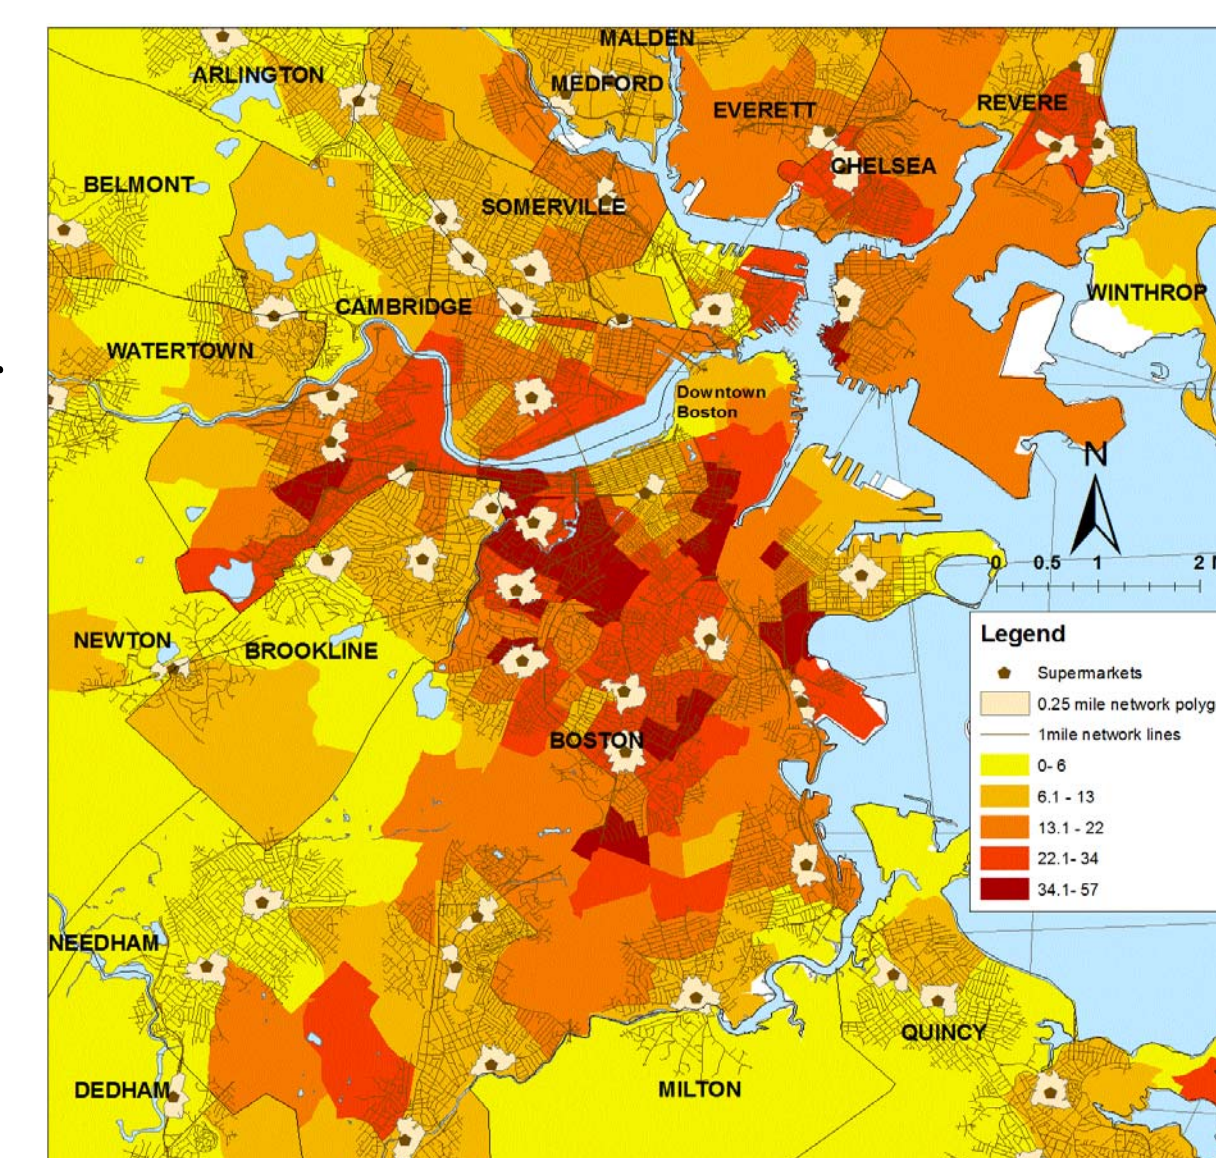 MALDEN
ARLINGTON
MEDFORD
EVERETT
REVERE
CHELSEA
BELMONT
SOMERVILLE
WINTHROP
CAMBRIDGE
WATERTOWN
Downtown
Boston
N
0 0.5 1 2
NEWTON
BROOKLINE
BOSTON
Legend
Supermarkets
0.25 mile network polyg
1mile network lines
0- 6
6.1 - 13
13.1 - 22
22.1- 34
34.1- 57
NEEDHAM
QUINCY
DEDHAM
MILTON